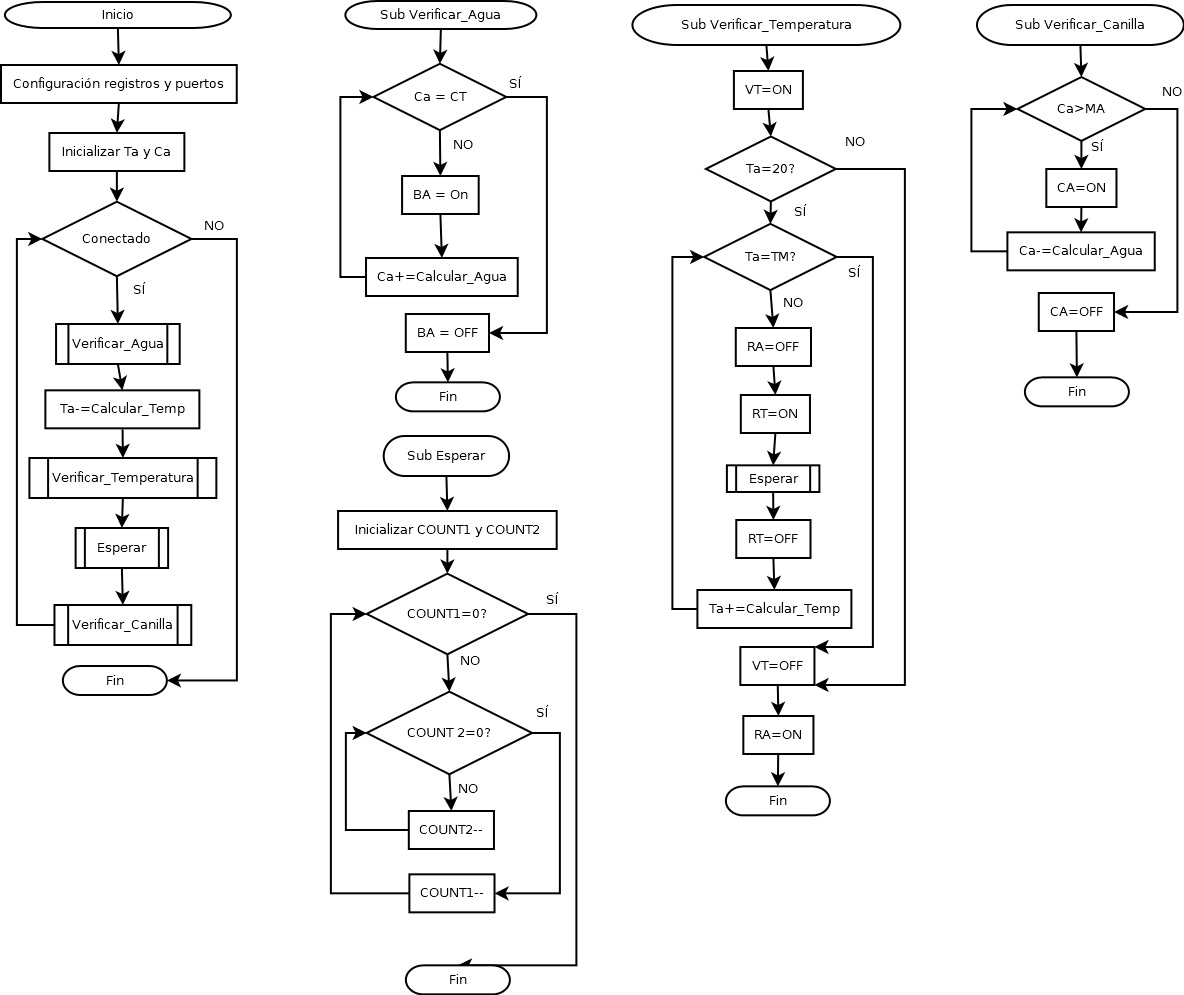 Inicio
Configuración registros y puertos
Inicializar Ta y Ca
Conectado
NO
SÍ
Verificar_Agua
Ta-=Calcular_Temp
Verificar_Temperatura
Esperar
Verificar_Canilla
Fin
Sub Verificar_Agua
Ca = CT
SÍ
NO
BA = On
Ca+=Calcular_Agua
BA = OFF
Fin
Sub Esperar
Inicializar COUNT1 y COUNT2
COUNT1=0?
SÍ
NO
COUNT 2=0?
SÍ
NO
COUNT2--
COUNT1--
Fin
Sub Verificar_Temperatura
VT=ON
Ta=20?
NO
SÍ
Ta=TM?
SÍ
NO
RA=OFF
RT=ON
Esperar
RT=OFF
Ta+=Calcular_Temp
VT=OFF
RA=ON
Fin
Sub Verificar_Canilla
Ca>MA
NO
SÍ
CA=ON
Ca-=Calcular_Agua
CA=OFF
Fin